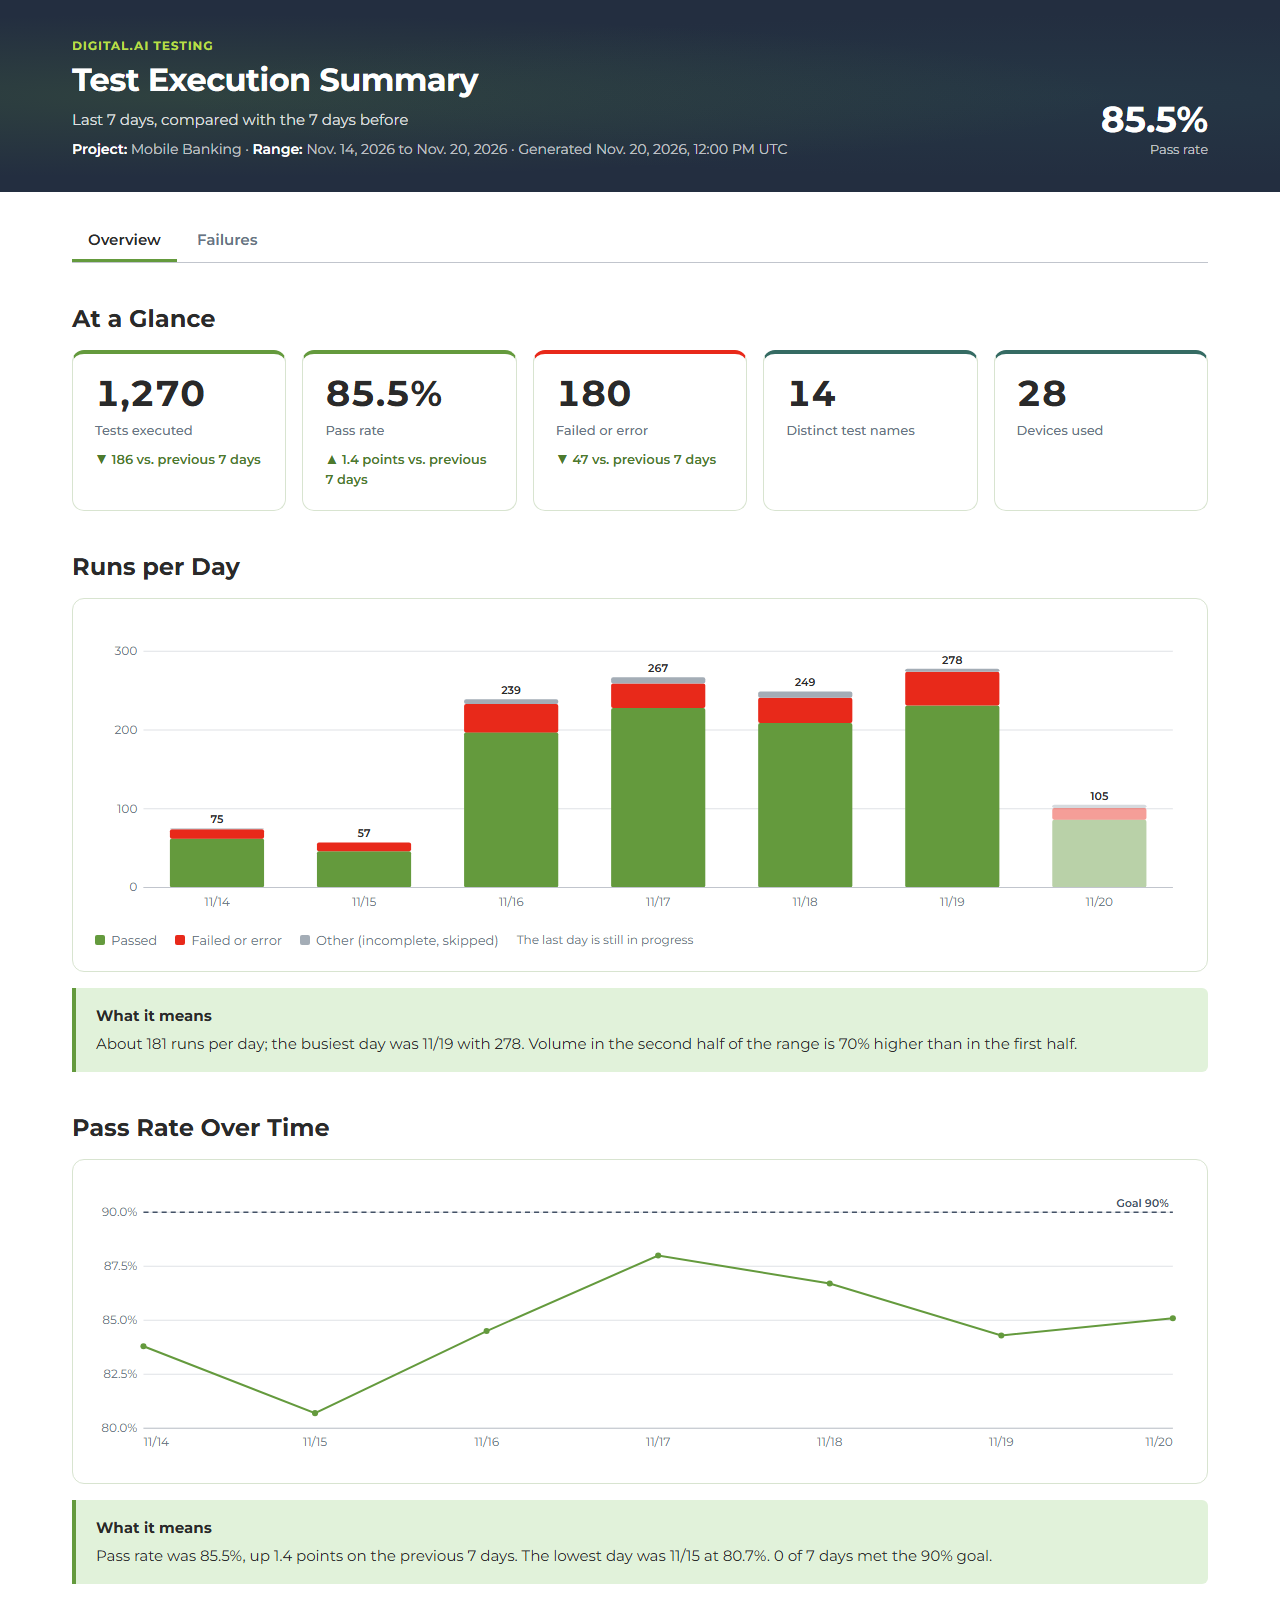 DIGITAL.AI TESTING
Test Execution Summary
Last 7 days, compared with the 7 days before
Project: Mobile Banking · Range: Nov. 14, 2026 to Nov. 20, 2026 · Generated Nov. 20, 2026, 12:00 PM UTC
85.5%
Pass rate
Overview
Failures
At a Glance
1,270
Tests executed
▼ 186 vs. previous 7 days
85.5%
Pass rate
▲ 1.4 points vs. previous
7 days
180
Failed or error
▼ 47 vs. previous 7 days
14
Distinct test names
28
Devices used
Runs per Day
300
200
100
0
75
57
239
267
249
278
105
11/14
11/15
11/16
11/17
11/18
11/19
11/20
Passed
Failed or error
Other (incomplete, skipped)
The last day is still in progress
What it means
About 181 runs per day; the busiest day was 11/19 with 278. Volume in the second half of the range is 70% higher than in the first half.
Pass Rate Over Time
Goal 90%
90.0%
87.5%
85.0%
82.5%
80.0%
11/14
11/15
11/16
11/17
11/18
11/19
11/20
What it means
Pass rate was 85.5%, up 1.4 points on the previous 7 days. The lowest day was 11/15 at 80.7%. 0 of 7 days met the 90% goal.